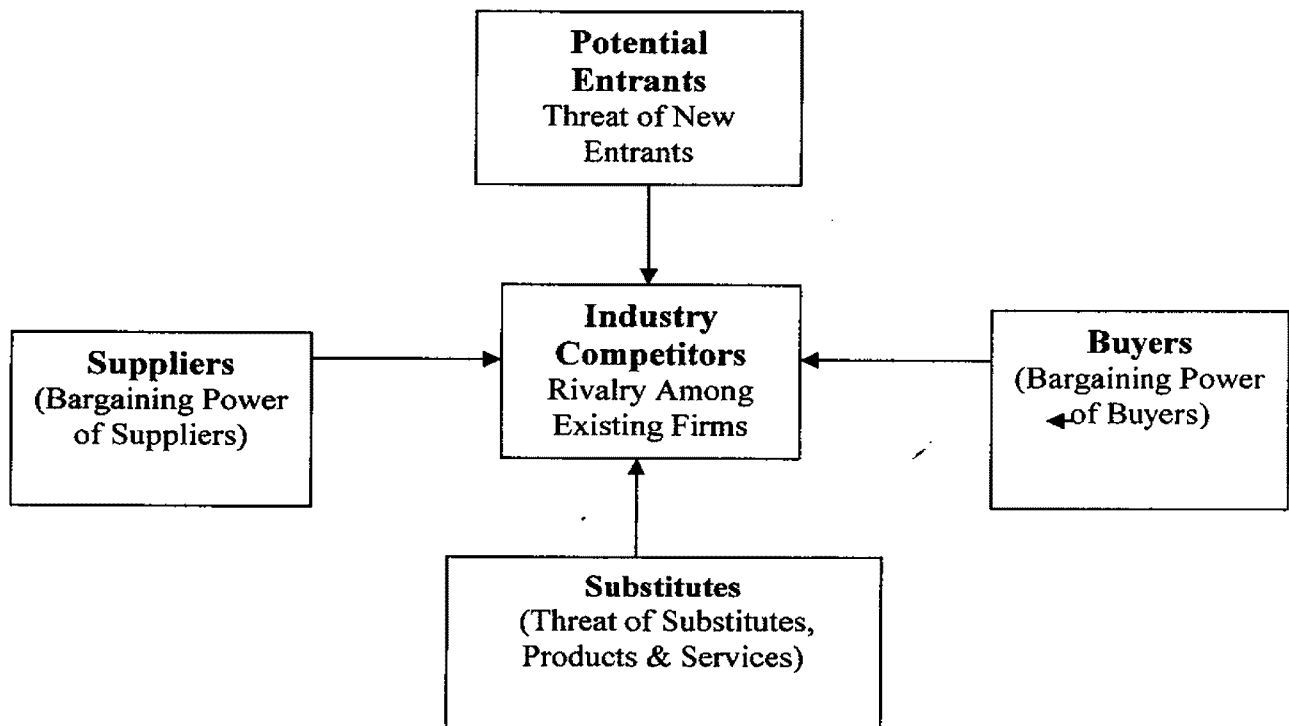 Potential
Entrants
Threat of New
Entrants
Industry
Competitors
Rivalry Among
Existing Firms
Suppliers
(Bargaining Power
of Suppliers)
Buyers
(Bargaining Power
of Buyers)
Substitutes
(Threat of Substitutes,
Products & Services)